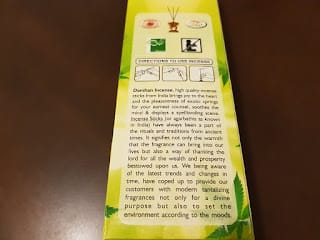 DIRECTIONS TO USE INCENSE
Darshan Incense, high quality incense
sticks from India brings joy to the heart
and the pleasantness of exotic springs
for your earnest counsel, soothes the
mind & deploys a spellbinding scene.
Incense Sticks (or agarbattis as known
in India) have always been a part of
the rituals and traditions from ancient
times. It signifies not only the warmth
that the fragrance can bring into our
lives but also a way of thanking the
lord for all the wealth and prosperity
bestowed upon us. We being aware
of the latest trends and changes in
time, have coped up to provide our
customers with modern tantalizing
fragrances not only for a divine
purpose but also to set the
environment according to the moods.